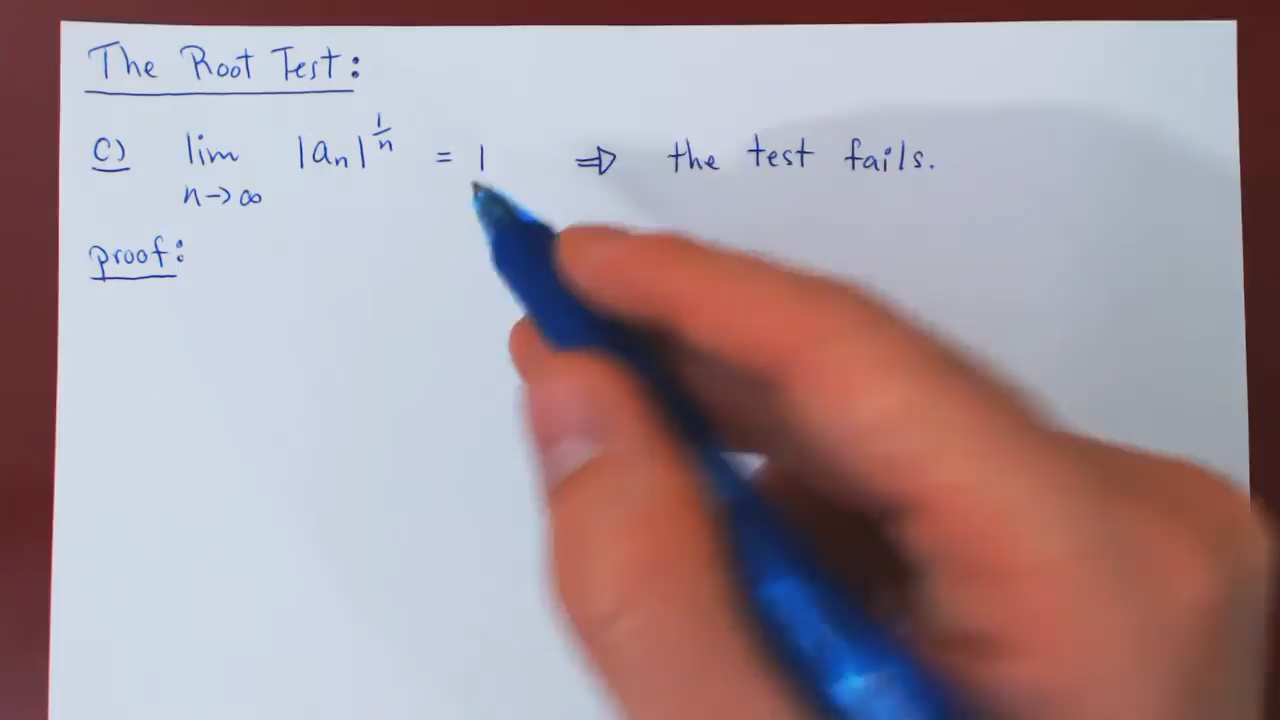 The Root Test:
c) lim n→∞ |aₙ|^(1/n) = 1 ⇒ the test fails.
proof: